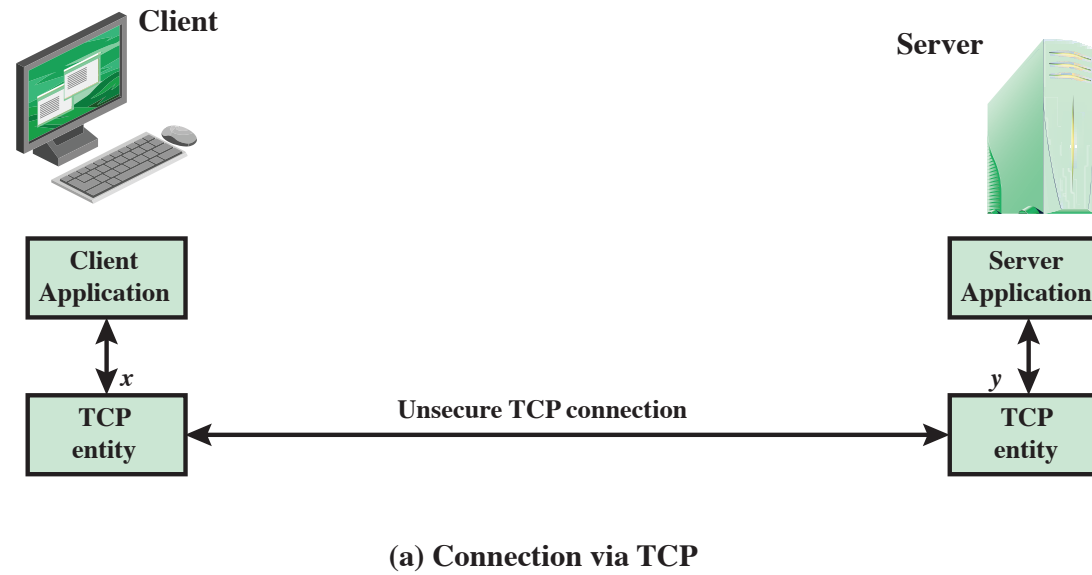 Client
Server
Client
Application
Server
Application
x
y
TCP
entity
Unsecure TCP connection
TCP
entity
(a) Connection via TCP